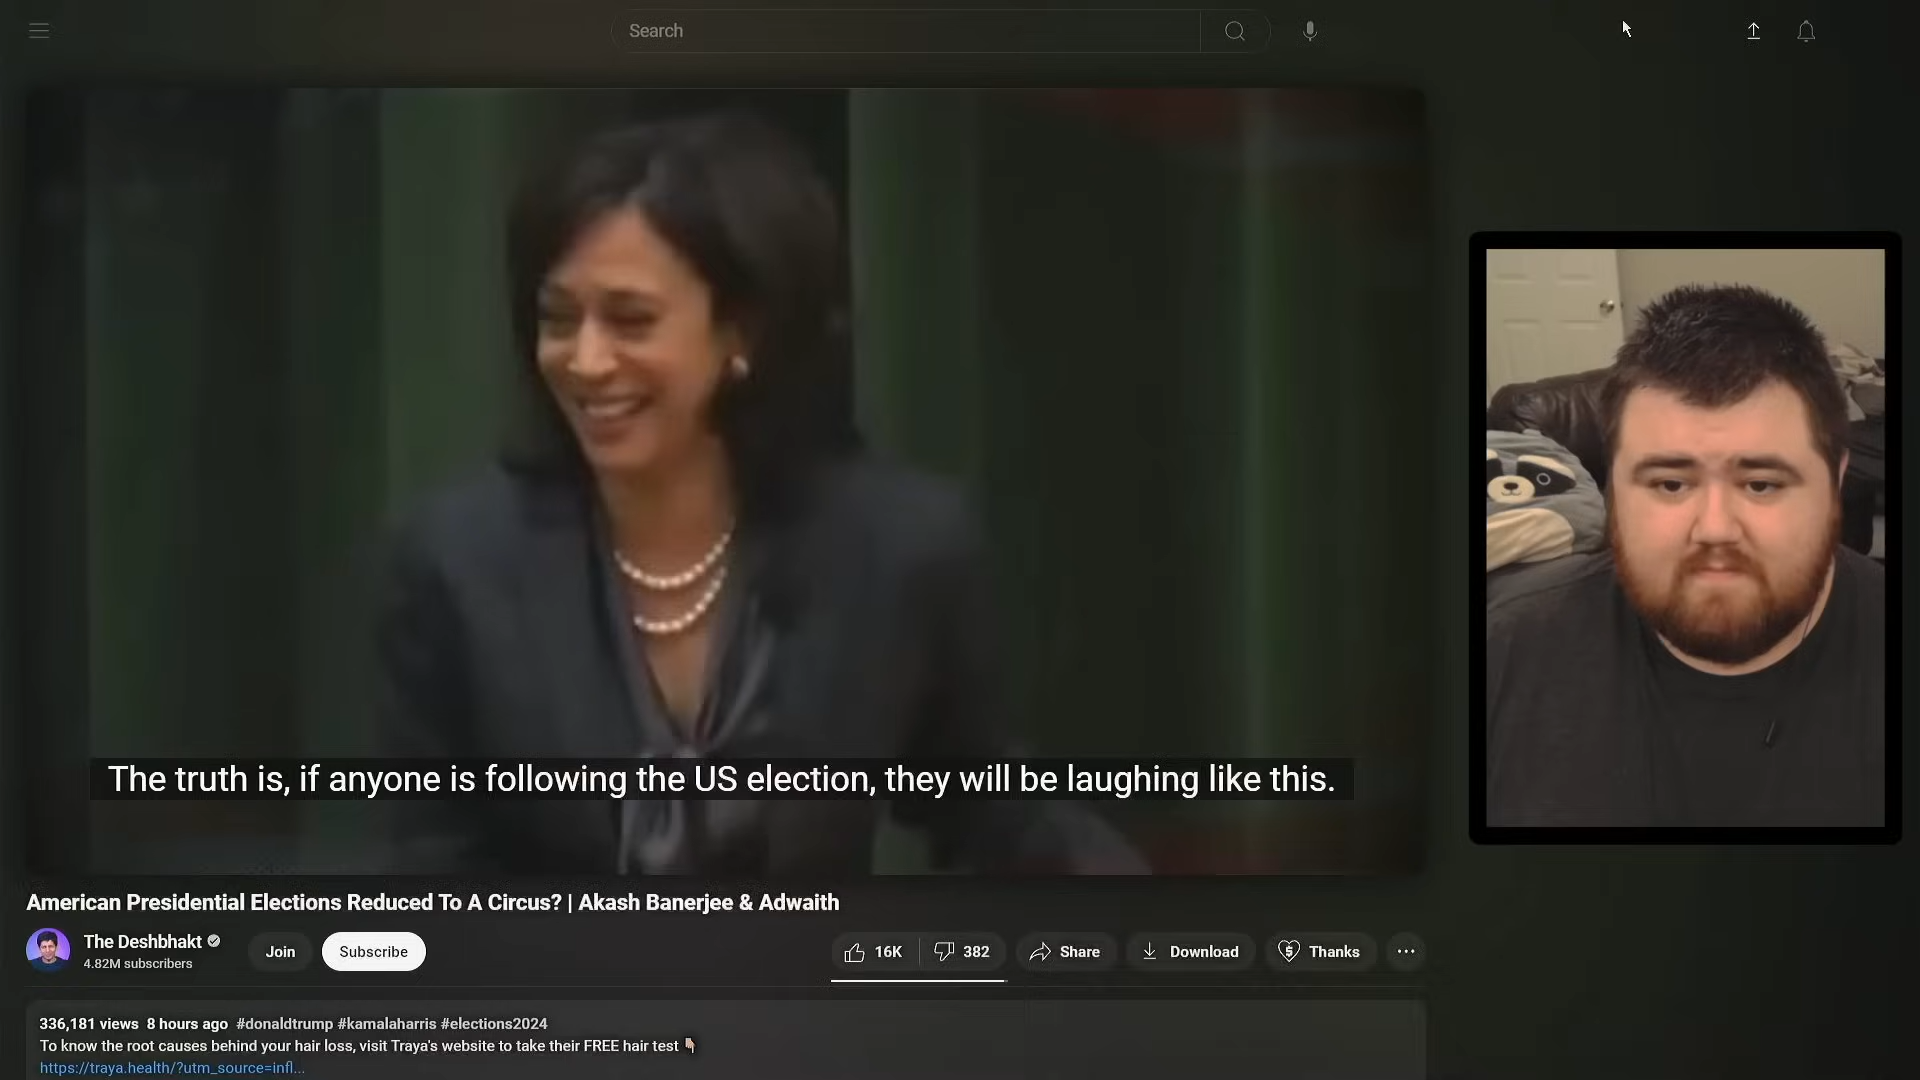 Search
The truth is, if anyone is following the US election, they will be laughing like this.
American Presidential Elections Reduced To A Circus? | Akash Banerjee & Adwaith
The Deshbhakt
4.82M subscribers
Join
Subscribe
16K
382
Share
Download
Thanks
336,181 views 8 hours ago #donaldtrump #kamalaharris #elections2024
To know the root causes behind your hair loss, visit Traya's website to take their FREE hair test
https://traya.health/?utm_source=infl...